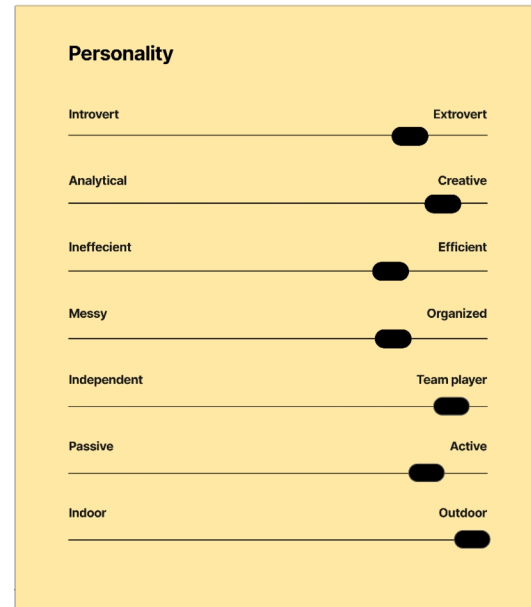 Personality
Introvert Extrovert
Analytical Creative
Ineffecient Efficient
Messy Organized
Independent Team player
Passive Active
Indoor Outdoor